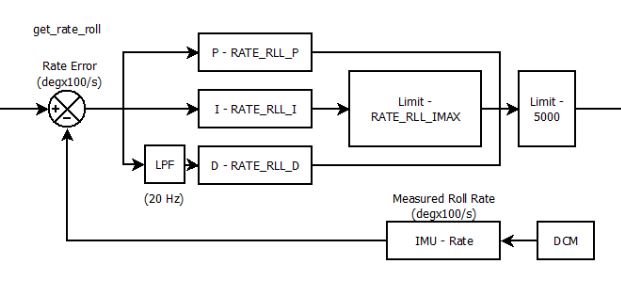 get_rate_roll
Rate Error
(degx100/s)
+
−
P - RATE_RLL_P
I - RATE_RLL_I
Limit -
RATE_RLL_IMAX
Limit -
5000
LPF
(20 Hz)
D - RATE_RLL_D
Measured Roll Rate
(degx100/s)
IMU - Rate
DCM